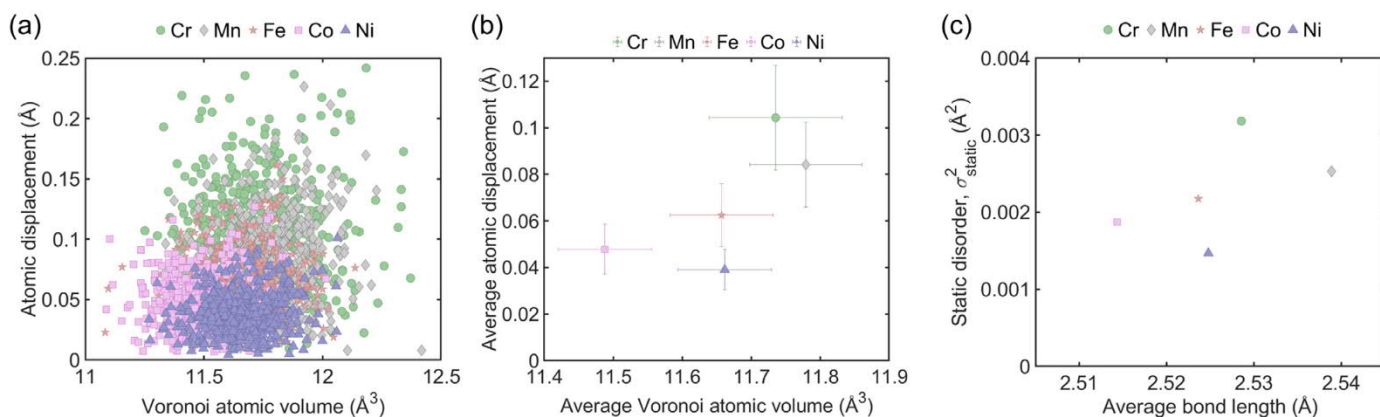 (a)
Cr Mn Fe Co Ni
0.25
0.2
0.15
0.1
0.05
0
11 11.5 12 12.5
Atomic displacement (Å)
Voronoi atomic volume (Å³)
(b)
Cr Mn Fe Co Ni
0.12
0.1
0.08
0.06
0.04
0.02
0
11.4 11.5 11.6 11.7 11.8 11.9
Average atomic displacement (Å)
Average Voronoi atomic volume (Å³)
(c)
Cr Mn Fe Co Ni
0.004
0.003
0.002
0.001
0
2.51 2.52 2.53 2.54
Static disorder, σ²static (Å²)
Average bond length (Å)